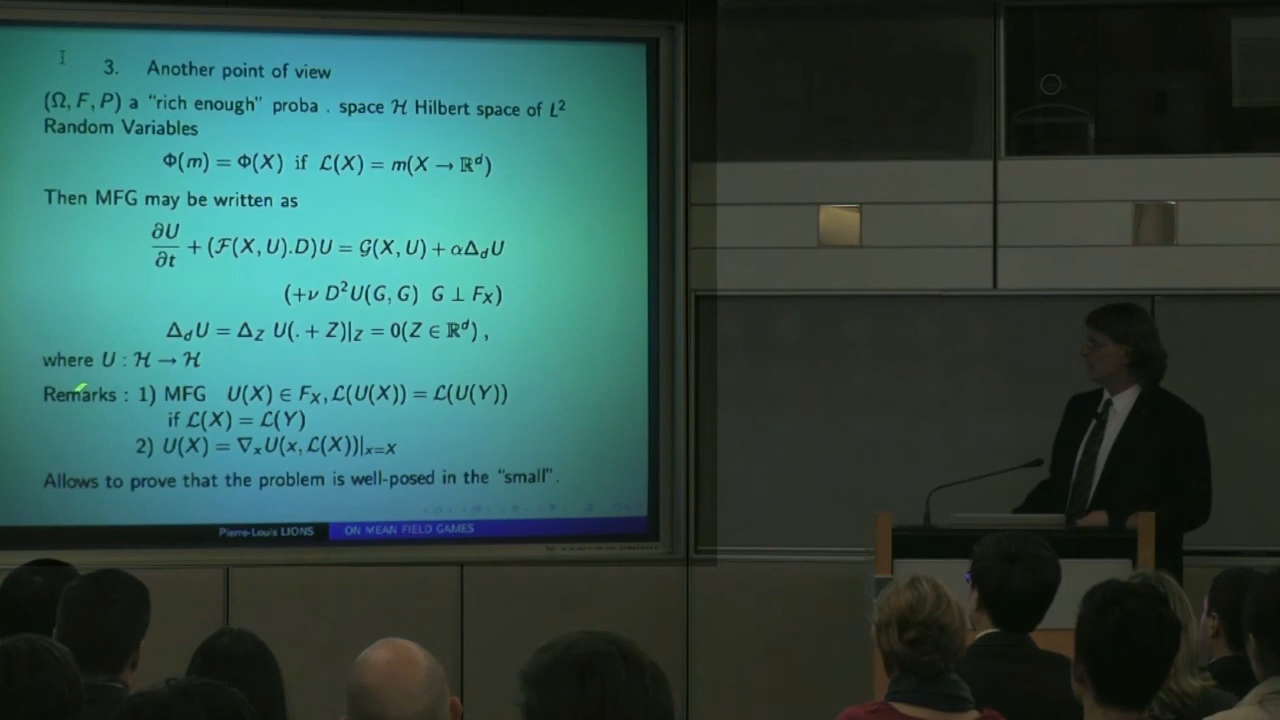 3. Another point of view
(Ω, F, P) a “rich enough” proba . space ℋ Hilbert space of L²
Random Variables
Φ(m) = Φ(X) if ℒ(X) = m(X → ℝᵈ)
Then MFG may be written as
∂U/∂t + (ℱ(X, U).D)U = 𝒢(X, U) + αΔ_d U
(+ν D²U(G, G) G ⊥ F_X)
Δ_d U = Δ_Z U(. + Z)|_Z = 0(Z ∈ ℝᵈ) ,
where U : ℋ → ℋ
Remarks : 1) MFG U(X) ∈ F_X, ℒ(U(X)) = ℒ(U(Y))
if ℒ(X) = ℒ(Y)
2) U(X) = ∇_x U(x, ℒ(X))|_{x=X}
Allows to prove that the problem is well-posed in the “small”.
Pierre-Louis LIONS ON MEAN FIELD GAMES